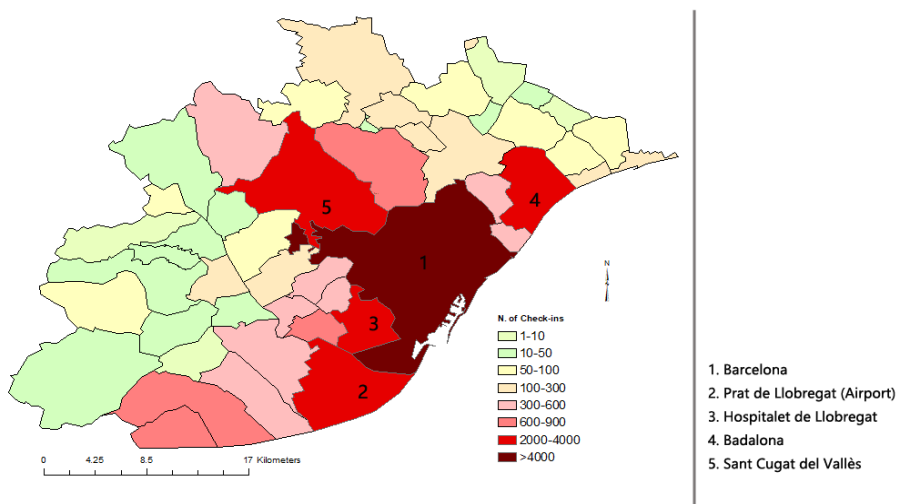 1
2
3
4
5
N
N. of Check-ins
1-10
10-50
50-100
100-300
300-600
600-900
2000-4000
>4000
0 4.25 8.5 17 Kilometers
1. Barcelona
2. Prat de Llobregat (Airport)
3. Hospitalet de Llobregat
4. Badalona
5. Sant Cugat del Vallès